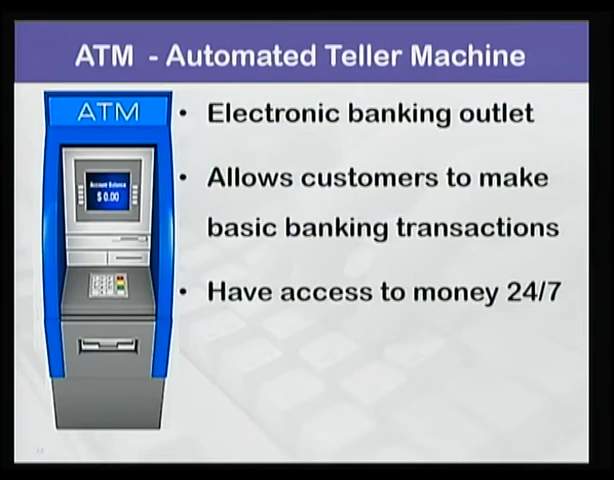 ATM - Automated Teller Machine
ATM
Account Balance
$ 0.00
• Electronic banking outlet
• Allows customers to make
basic banking transactions
• Have access to money 24/7